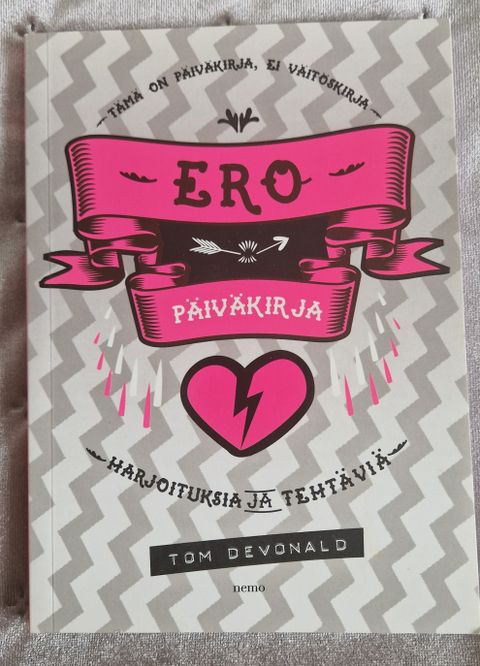 TÄMÄ ON PÄIVÄKIRJA, EI VÄITÖSKIRJA
ERO
PÄIVÄKIRJA
HARJOITUKSIA JA TEHTÄVIÄ
TOM DEVONALD
nemo